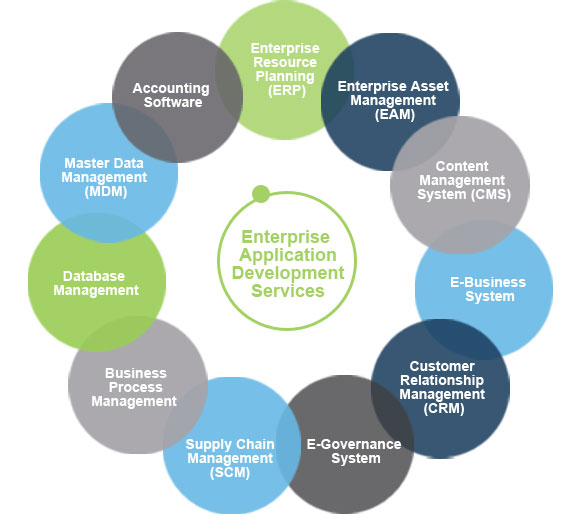 Enterprise
Resource
Planning
(ERP)
Enterprise Asset
Management
(EAM)
Content
Management
System (CMS)
E-Business
System
Customer
Relationship
Management
(CRM)
E-Governance
System
Supply Chain
Management
(SCM)
Business
Process
Management
Database
Management
Master Data
Management
(MDM)
Accounting
Software
Enterprise
Application
Development
Services